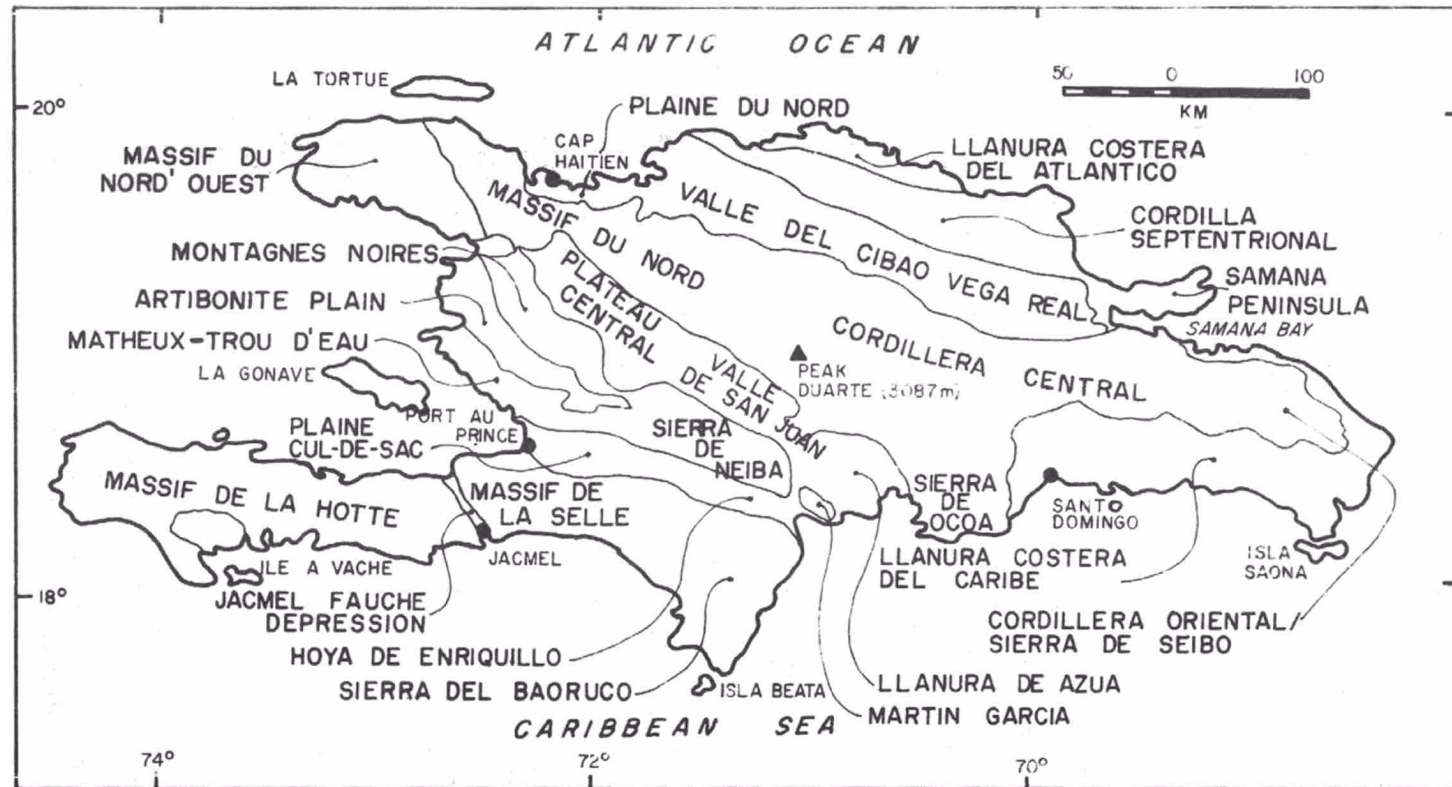 ATLANTIC OCEAN
LA TORTUE
50 0 100
KM
20°
PLAINE DU NORD
CAP
HAITIEN
MASSIF DU
NORD'OUEST
LLANURA COSTERA
DEL ATLANTICO
MASSIF DU NORD
VALLE DEL CIBAO VEGA REAL
CORDILLA
SEPTENTRIONAL
MONTAGNES NOIRES
PLATEAU
CENTRAL
SAMANA
PENINSULA
SAMANA BAY
ARTIBONITE PLAIN
MATHEUX-TROU D'EAU
CORDILLERA CENTRAL
VALLE
DE SAN JUAN
PEAK
DUARTE (3087m)
LA GONAVE
PORT AU
PRINCE
PLAINE
CUL-DE-SAC
SIERRA
DE
NEIBA
MASSIF DE LA HOTTE
MASSIF DE
LA SELLE
SIERRA
DE
OCOA
SANTO
DOMINGO
JACMEL
ILE A VACHE
LLANURA COSTERA
DEL CARIBE
ISLA
SAONA
18°
JACMEL FAUCHE
DEPRESSION
CORDILLERA ORIENTAL/
SIERRA DE SEIBO
HOYA DE ENRIQUILLO
SIERRA DEL BAORUCO
ISLA BEATA
LLANURA DE AZUA
MARTIN GARCIA
CARIBBEAN SEA
74° 72° 70°